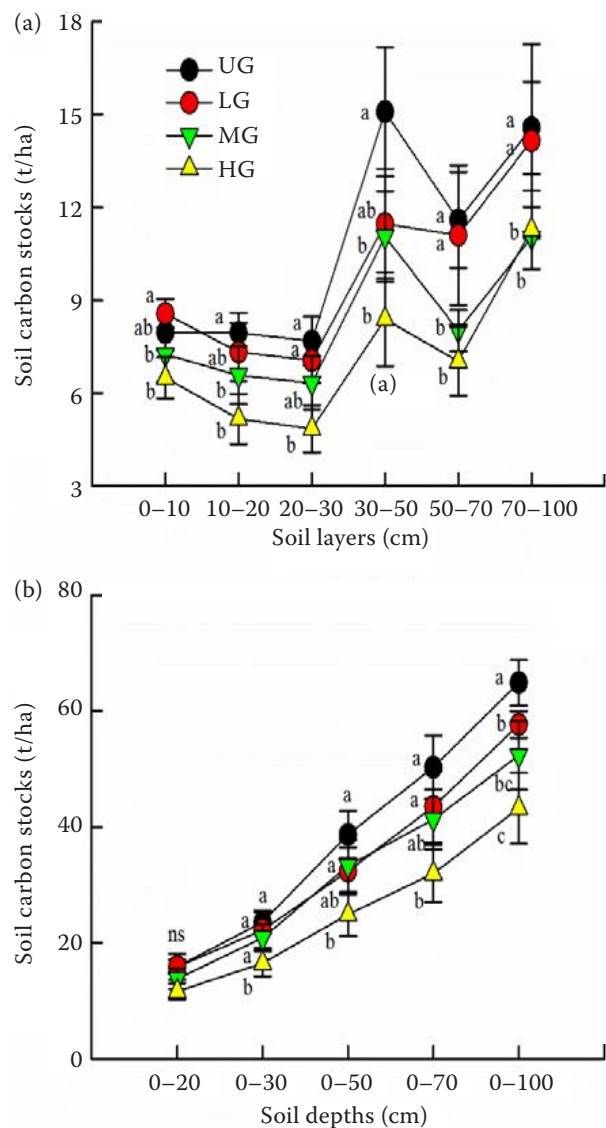 (a)
18
15
12
9
6
3
Soil carbon stocks (t/ha)
UG
LG
MG
HG
a
ab
b
b
a
ab
b
b
a
a
ab
b
a
ab
b
b
(a)
a
a
b
b
a
a
b
b
0–10 10–20 20–30 30–50 50–70 70–100
Soil layers (cm)
(b)
80
60
40
20
0
Soil carbon stocks (t/ha)
ns
a
a
a
b
a
a
ab
b
a
a
ab
b
a
b
bc
c
0–20 0–30 0–50 0–70 0–100
Soil depths (cm)